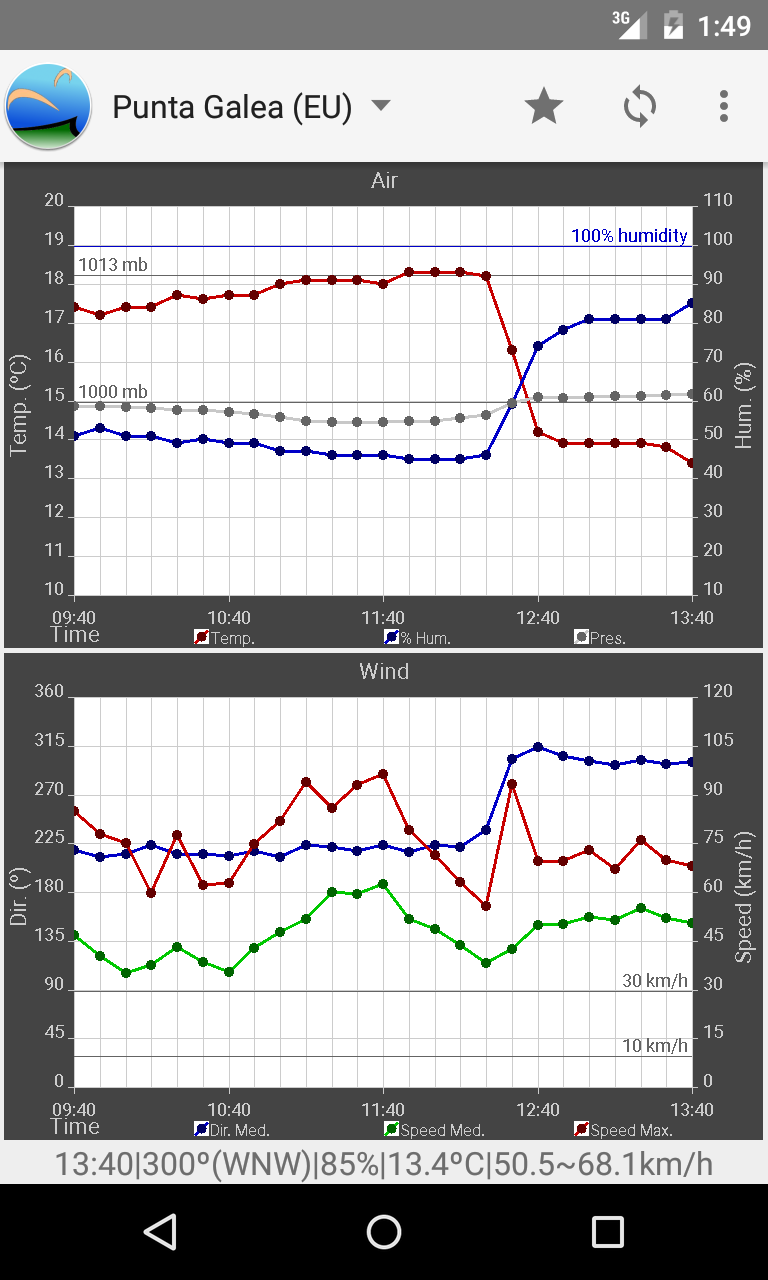 3G 1:49
Punta Galea (EU)
Air
20 110
100% humidity
19 100
1013 mb
18 90
17 80
16 70
Temp. (ºC) Hum. (%)
1000 mb
15 60
14 50
13 40
12 30
11 20
10 10
09:40 10:40 11:40 12:40 13:40
Time
Temp. % Hum. Pres.
Wind
360 120
315 105
270 90
225 75
Dir. (º) Speed (km/h)
180 60
135 45
30 km/h
90 30
45 15
10 km/h
0 0
09:40 10:40 11:40 12:40 13:40
Time
Dir. Med. Speed Med. Speed Max.
13:40|300º(WNW)|85%|13.4ºC|50.5~68.1km/h